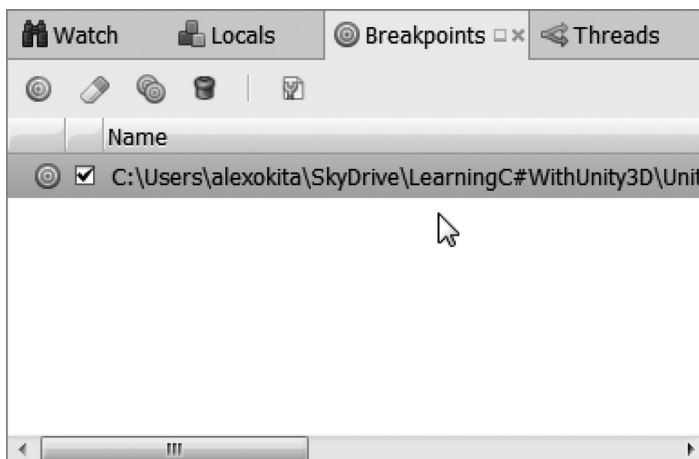 Watch Locals Breakpoints Threads
Name
C:\Users\alexokita\SkyDrive\LearningC#WithUnity3D\Unit